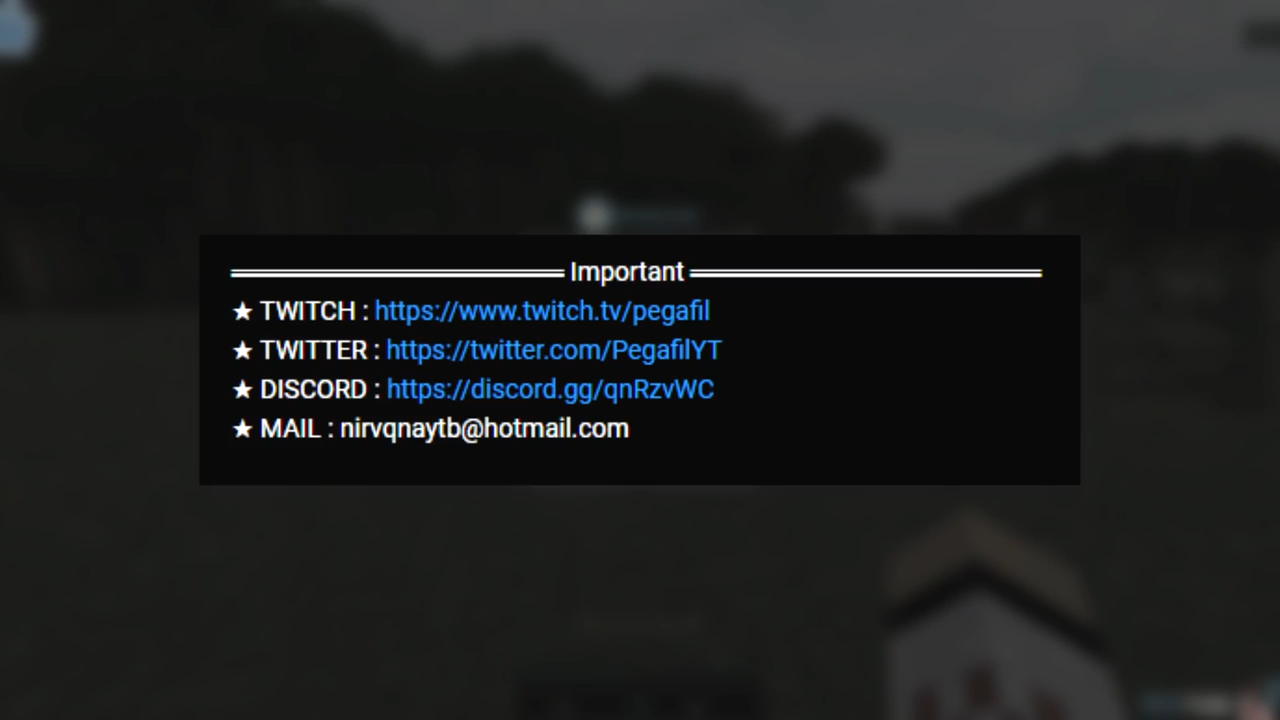 ════════════════ Important ═════════════════
★ TWITCH : https://www.twitch.tv/pegafil
★ TWITTER : https://twitter.com/PegafilYT
★ DISCORD : https://discord.gg/qnRzvWC
★ MAIL : nirvqnaytb@hotmail.com